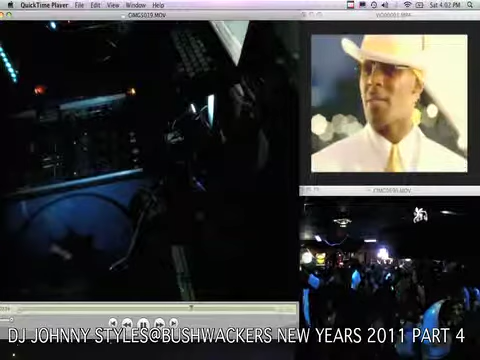 QuickTime Player File Edit View Window Help
Sat 4:02 PM
DJ JOHNNY STYLES@BUSHWACKERS NEW YEARS 2011 PART 4